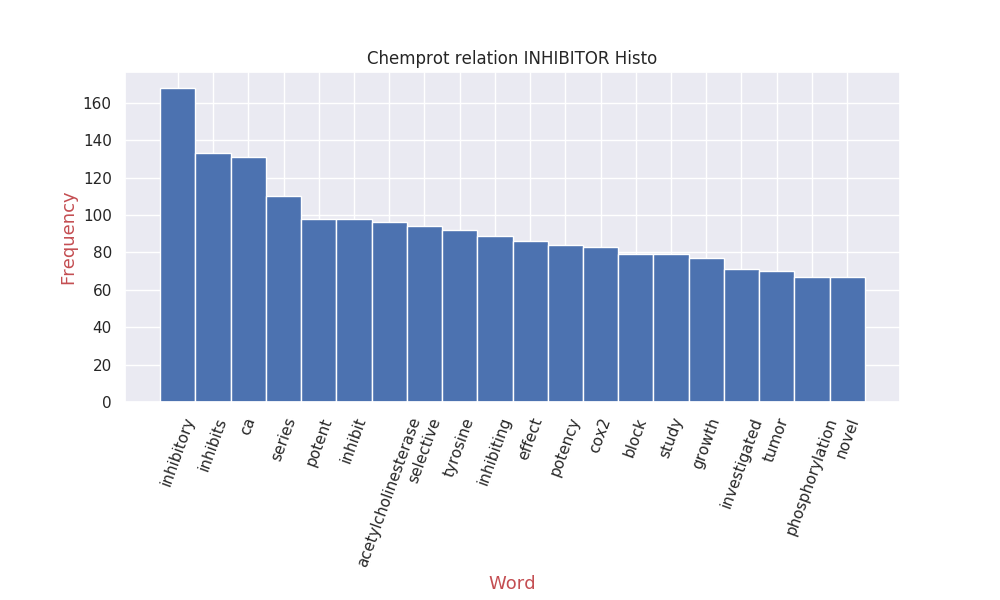 Chemprot relation INHIBITOR Histo
Frequency
160
140
120
100
80
60
40
20
0
inhibitory
inhibits
ca
series
potent
inhibit
acetylcholinesterase
selective
tyrosine
inhibiting
effect
potency
cox2
block
study
growth
investigated
tumor
phosphorylation
novel
Word